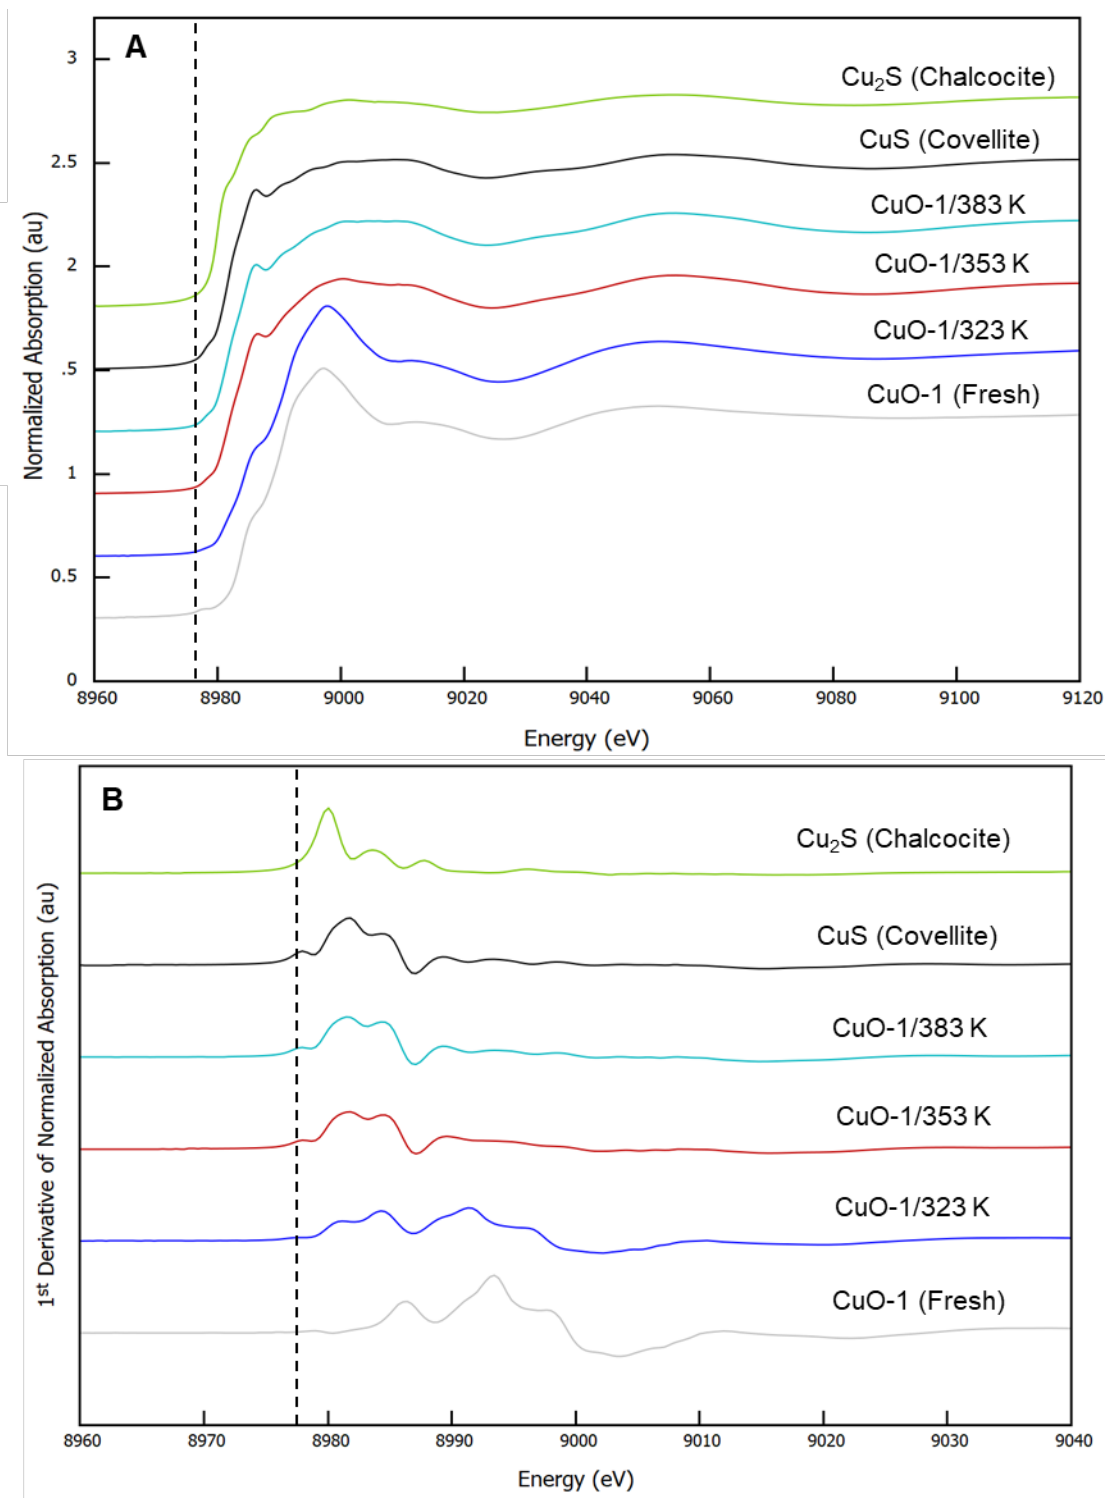 A
3
2.5
2
.5
1
0.5
0
Normalized Absorption (au)
Cu₂S (Chalcocite)
CuS (Covellite)
CuO-1/383 K
CuO-1/353 K
CuO-1/323 K
CuO-1 (Fresh)
8960 8980 9000 9020 9040 9060 9080 9100 9120
Energy (eV)
B
1st Derivative of Normalized Absorption (au)
Cu₂S (Chalcocite)
CuS (Covellite)
CuO-1/383 K
CuO-1/353 K
CuO-1/323 K
CuO-1 (Fresh)
8960 8970 8980 8990 9000 9010 9020 9030 9040
Energy (eV)